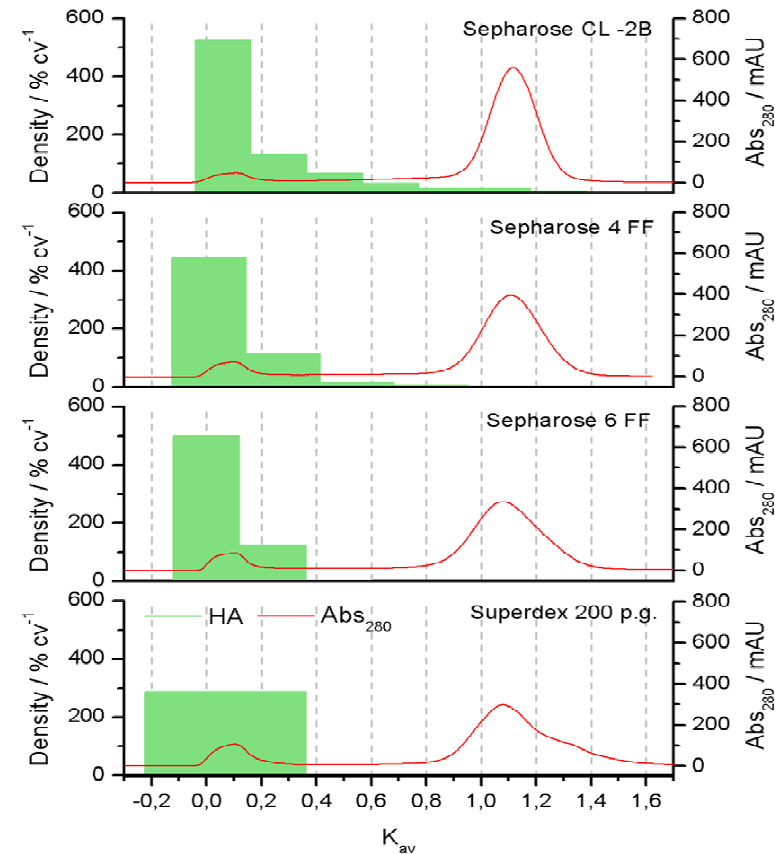 600
400
200
0
Density / % cv-1
Sepharose CL -2B
800
600
400
200
0
Abs280 / mAU
600
400
200
0
Density / % cv-1
Sepharose 4 FF
800
600
400
200
0
Abs280 / mAU
600
400
200
0
Density / % cv-1
Sepharose 6 FF
800
600
400
200
0
Abs280 / mAU
600
400
200
0
Density / % cv-1
HA Abs280 Superdex 200 p.g.
800
600
400
200
0
Abs280 / mAU
-0,2 0,0 0,2 0,4 0,6 0,8 1,0 1,2 1,4 1,6
Kav